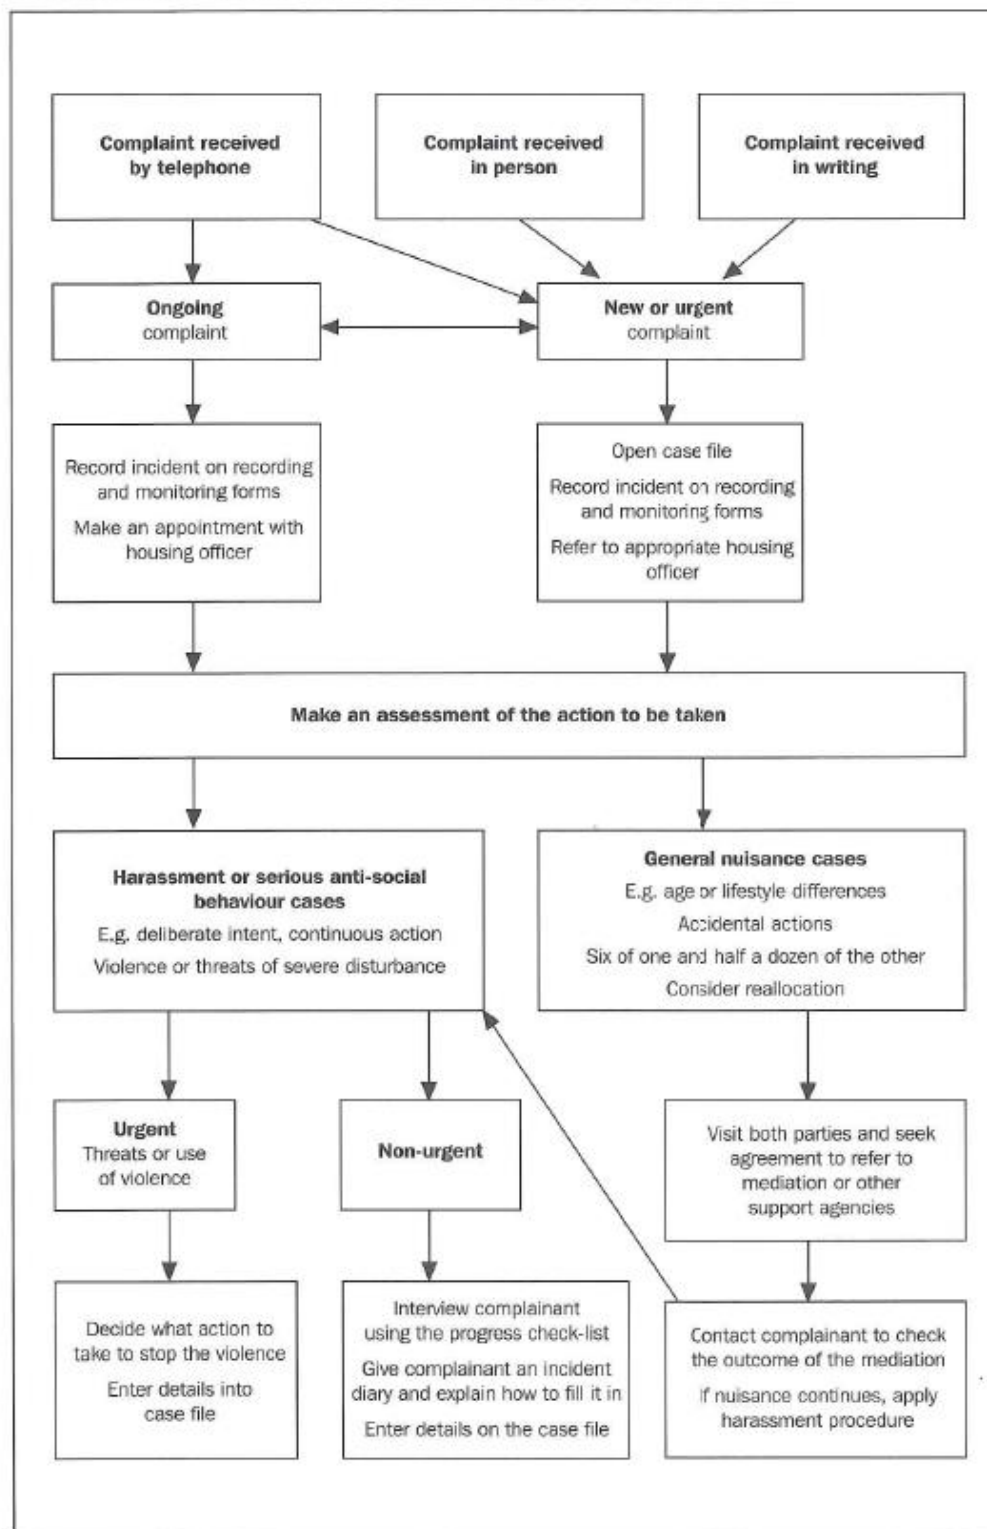 Complaint received
by telephone
Complaint received
in person
Complaint received
in writing
Ongoing
complaint
New or urgent
complaint
Record incident on recording
and monitoring forms
Make an appointment with
housing officer
Open case file
Record incident on recording
and monitoring forms
Refer to appropriate housing
officer
Make an assessment of the action to be taken
Harassment or serious anti-social
behaviour cases
E.g. deliberate intent, continuous action
Violence or threats of severe disturbance
General nuisance cases
E.g. age or lifestyle differences
Accidental actions
Six of one and half a dozen of the other
Consider reallocation
Urgent
Threats or use
of violence
Non-urgent
Visit both parties and seek
agreement to refer to
mediation or other
support agencies
Decide what action to
take to stop the violence
Enter details into
case file
Interview complainant
using the progress check-list
Give complainant an incident
diary and explain how to fill it in
Enter details on the case file
Contact complainant to check
the outcome of the mediation
If nuisance continues, apply
harassment procedure